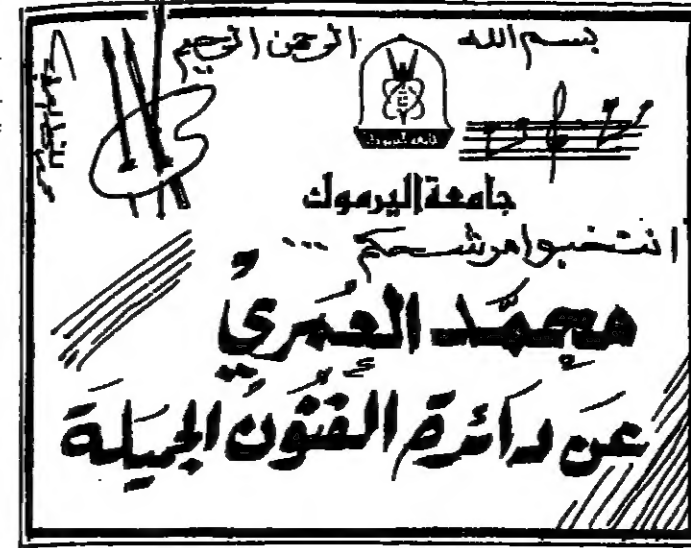 بسم الله الرحمن الرحيم
جامعة اليرموك
انتخبوا مرشحكم ...
محمد العمري
عن دائرة الفنون الجميلة